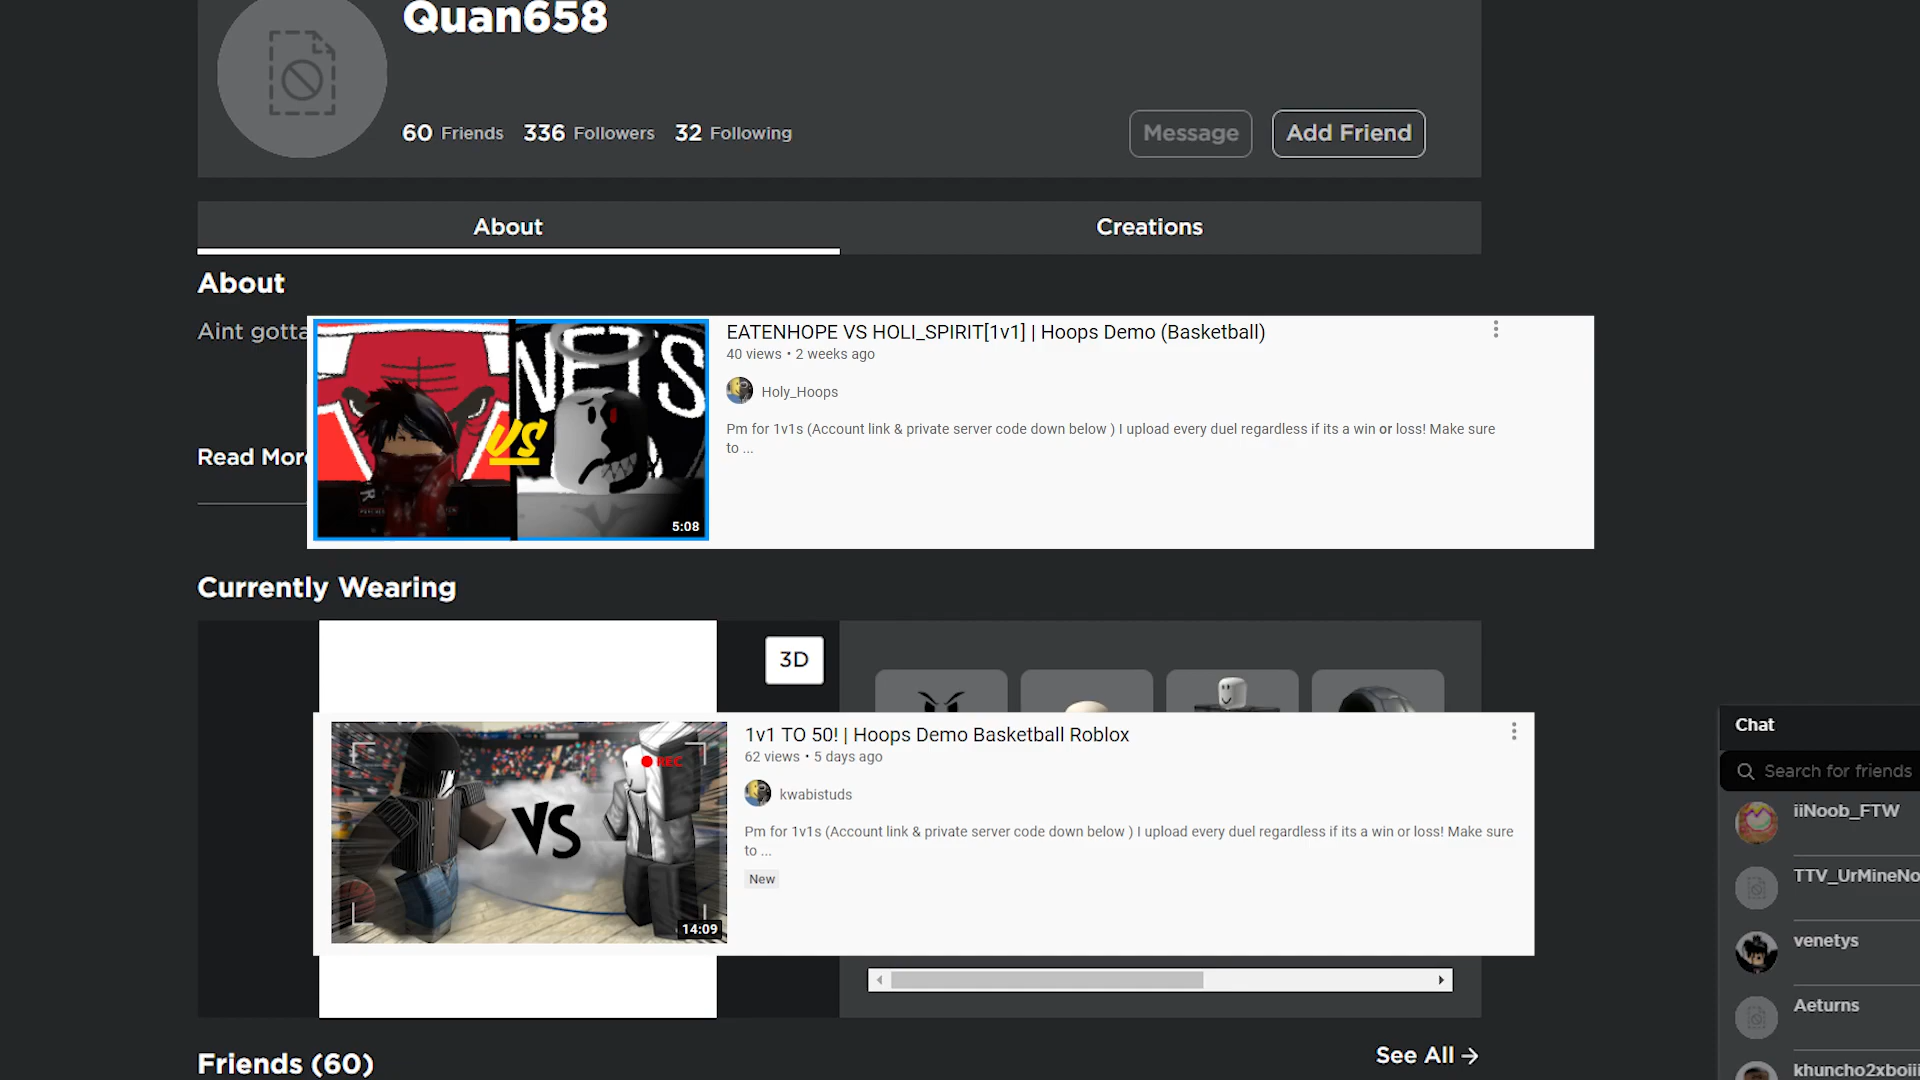 Quan658
60 Friends 336 Followers 32 Following
Message
Add Friend
About
Creations
About
Aint gotta
Read More
EATENHOPE VS HOLI_SPIRIT[1v1] | Hoops Demo (Basketball)
40 views • 2 weeks ago
Holy_Hoops
Pm for 1v1s (Account link & private server code down below ) I upload every duel regardless if its a win or loss! Make sure
to ...
NETS
VS
5:08
Currently Wearing
3D
1v1 TO 50! | Hoops Demo Basketball Roblox
62 views • 5 days ago
kwabistuds
Pm for 1v1s (Account link & private server code down below ) I upload every duel regardless if its a win or loss! Make sure
to ...
New
REC
VS
14:09
Friends (60)
See All
Chat
Search for friends
iiNoob_FTW
TTV_UrMineNo
venetys
Aeturns
khuncho2xboiii